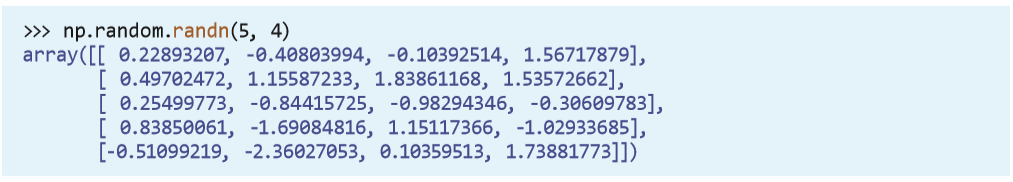 >>> np.random.randn(5, 4)
array([[ 0.22893207, -0.40803994, -0.10392514, 1.56717879],
[ 0.49702472, 1.15587233, 1.83861168, 1.53572662],
[ 0.25499773, -0.84415725, -0.98294346, -0.30609783],
[ 0.83850061, -1.69084816, 1.15117366, -1.02933685],
[-0.51099219, -2.36027053, 0.10359513, 1.73881773]])